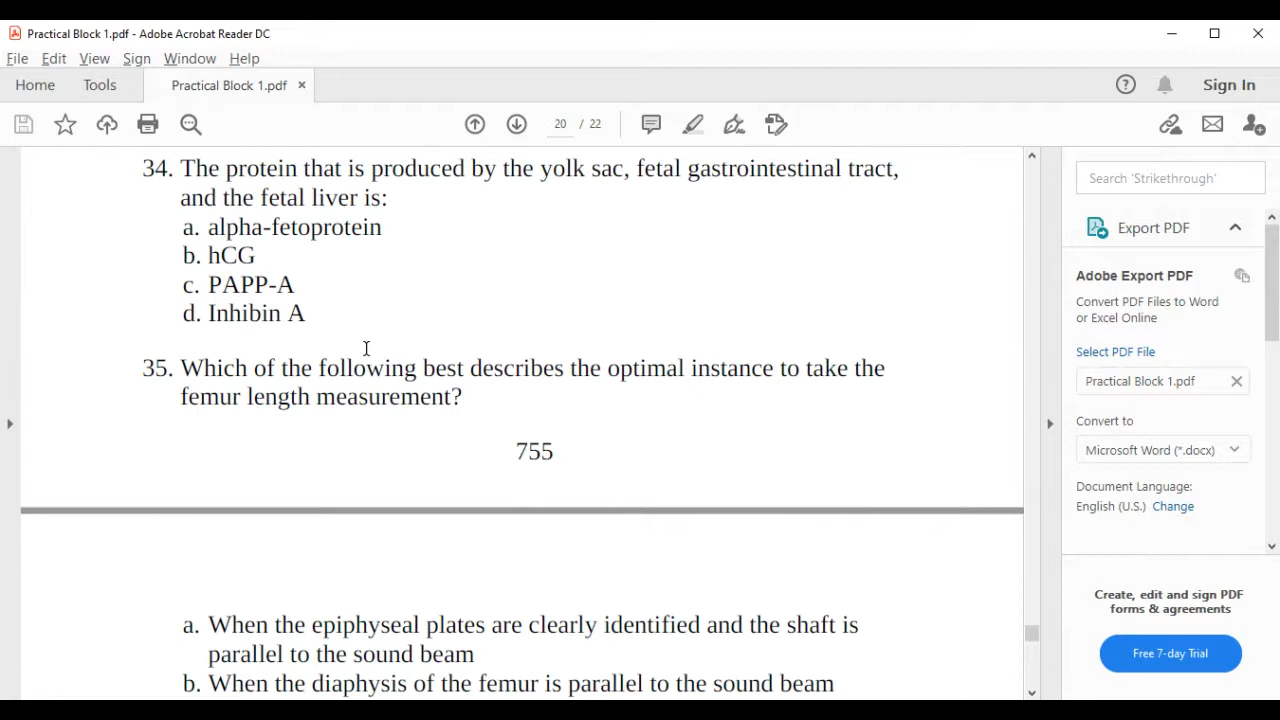 Practical Block 1.pdf - Adobe Acrobat Reader DC
File Edit View Sign Window Help
Home Tools Practical Block 1.pdf × Sign In
20 / 22
34. The protein that is produced by the yolk sac, fetal gastrointestinal tract,
and the fetal liver is:
a. alpha-fetoprotein
b. hCG
c. PAPP-A
d. Inhibin A
35. Which of the following best describes the optimal instance to take the
femur length measurement?
755
a. When the epiphyseal plates are clearly identified and the shaft is
parallel to the sound beam
b. When the diaphysis of the femur is parallel to the sound beam
Search 'Strikethrough'
Export PDF
Adobe Export PDF
Convert PDF Files to Word
or Excel Online
Select PDF File
Practical Block 1.pdf
Convert to
Microsoft Word (*.docx)
Document Language:
English (U.S.) Change
Create, edit and sign PDF
forms & agreements
Free 7-day Trial